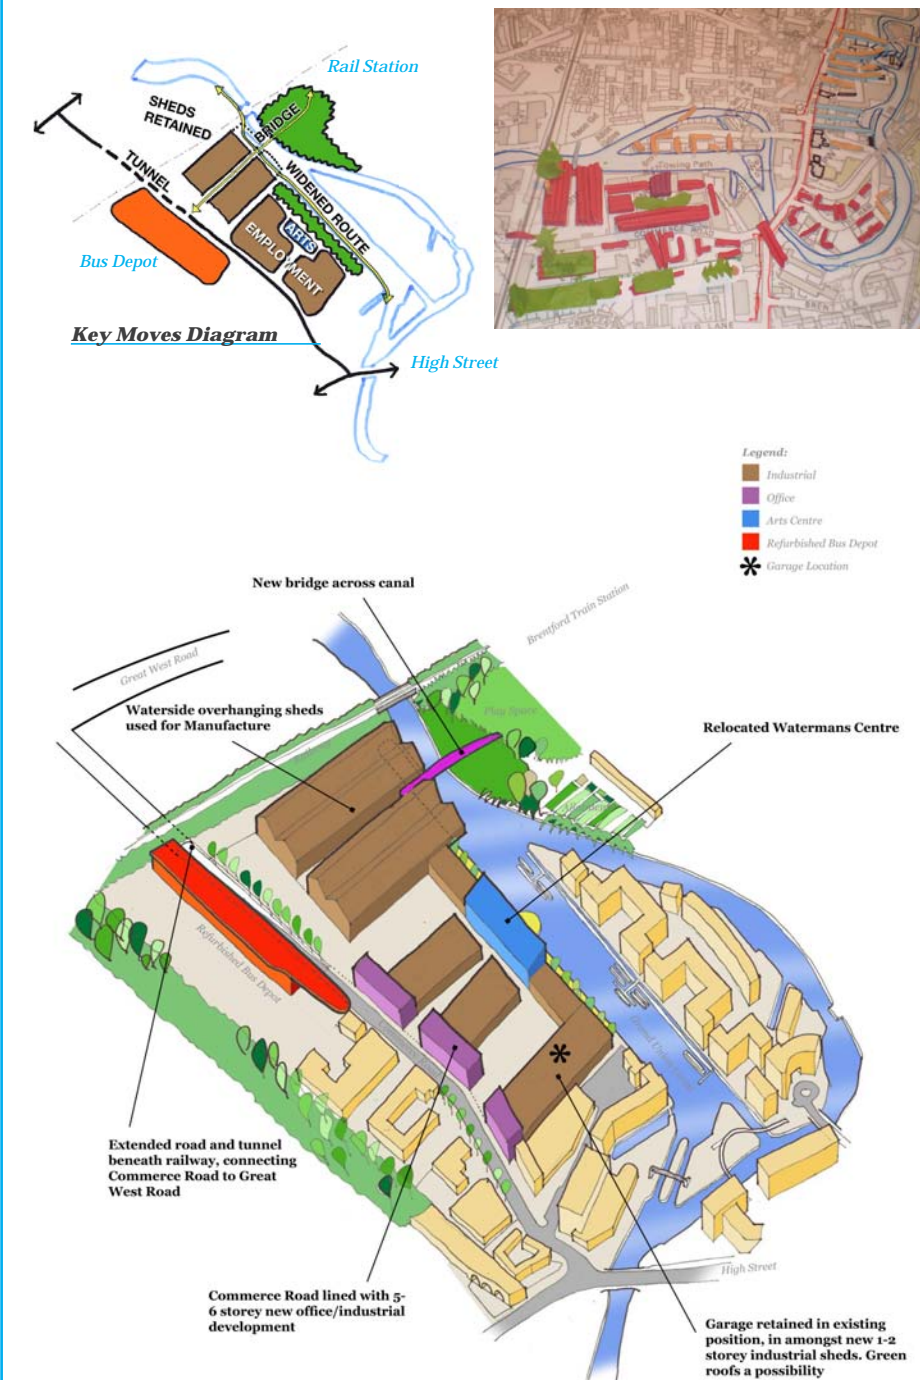 Rail Station
SHEDS
RETAINED
BRIDGE
TUNNEL
WIDENED ROUTE
ARTS
EMPLOYMENT
Bus Depot
Key Moves Diagram
High Street
Towing Path
Legend:
Industrial
Office
Arts Centre
Refurbished Bus Depot
Garage Location
New bridge across canal
Brentford Train Station
Great West Road
Waterside overhanging sheds
used for Manufacture
Play Space
Relocated Watermans Centre
Refurbished Bus Depot
Extended road and tunnel
beneath railway, connecting
Commerce Road to Great
West Road
High Street
Commerce Road lined with 5-
6 storey new office/industrial
development
Garage retained in existing
position, in amongst new 1-2
storey industrial sheds. Green
roofs a possibility